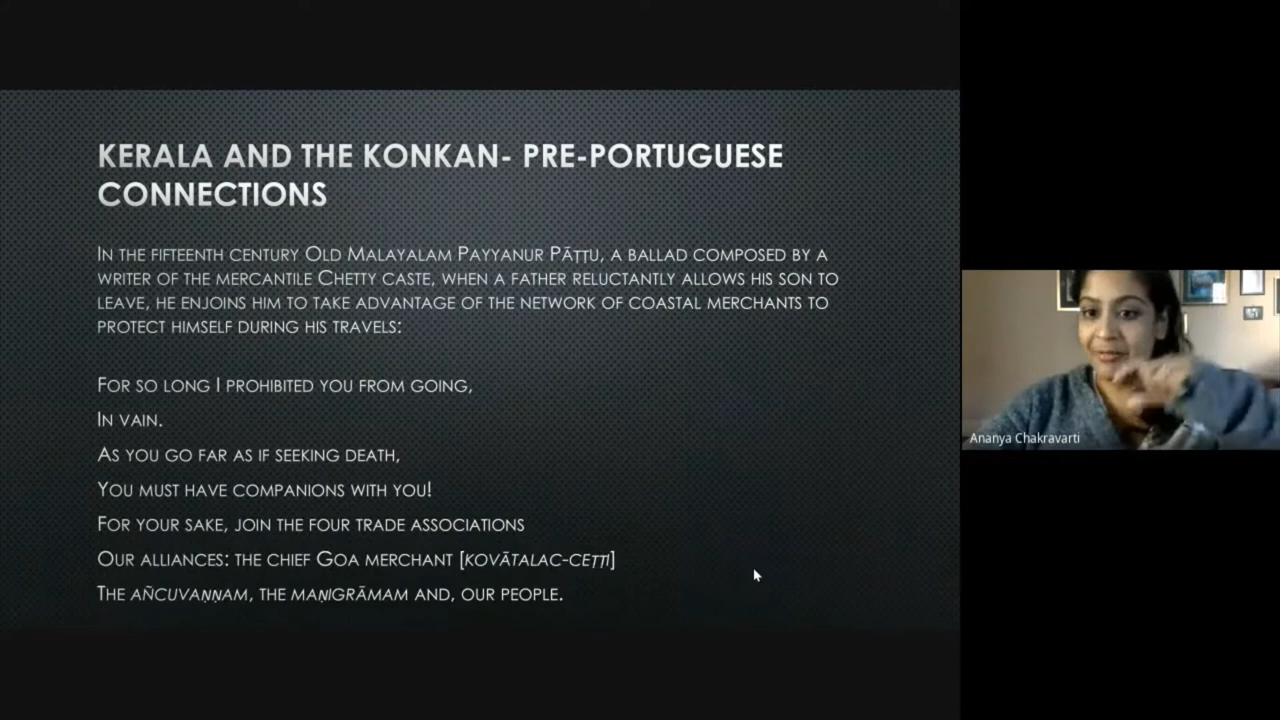 KERALA AND THE KONKAN- PRE-PORTUGUESE
CONNECTIONS
IN THE FIFTEENTH CENTURY OLD MALAYALAM PAYYANUR PĀṬṬU, A BALLAD COMPOSED BY A
WRITER OF THE MERCANTILE CHETTY CASTE, WHEN A FATHER RELUCTANTLY ALLOWS HIS SON TO
LEAVE, HE ENJOINS HIM TO TAKE ADVANTAGE OF THE NETWORK OF COASTAL MERCHANTS TO
PROTECT HIMSELF DURING HIS TRAVELS:
FOR SO LONG I PROHIBITED YOU FROM GOING,
IN VAIN.
AS YOU GO FAR AS IF SEEKING DEATH,
YOU MUST HAVE COMPANIONS WITH YOU!
FOR YOUR SAKE, JOIN THE FOUR TRADE ASSOCIATIONS
OUR ALLIANCES: THE CHIEF GOA MERCHANT [KOVĀTALAC-CEṬṬI]
THE AÑCUVAṆṆAM, THE MAṆIGRĀMAM AND, OUR PEOPLE.
Ananya Chakravarti